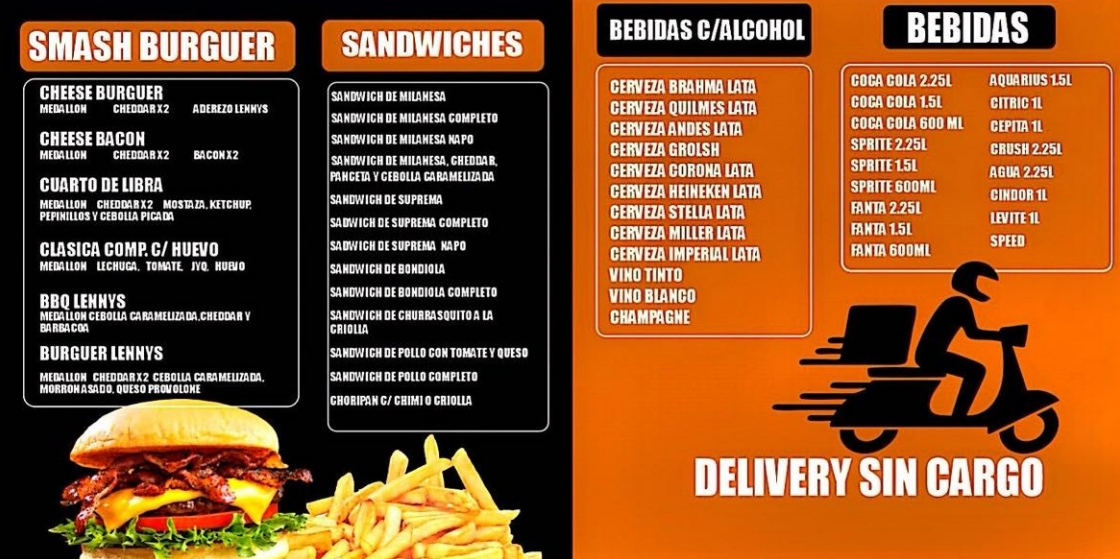 SMASH BURGUER
CHEESE BURGUER
MEDALLON CHEDDAR X2 ADEREZO LENNYS
CHEESE BACON
MEDALLON CHEDDAR X2 BACON X2
CUARTO DE LIBRA
MEDALLON CHEDDAR X2 MOSTAZA, KETCHUP,
PEPINILLOS Y CEBOLLA PICADA
CLASICA COMP. C/ HUEVO
MEDALLON LECHUGA, TOMATE, JYQ, HUEVO
BBQ LENNYS
MEDALLON CEBOLLA CARAMELIZADA,CHEDDAR Y
BARBACOA
BURGUER LENNYS
MEDALLON CHEDDAR X2 CEBOLLA CARAMELIZADA,
MORRON ASADO, QUESO PROVOLONE
SANDWICHES
SANDWICH DE MILANESA
SANDWICH DE MILANESA COMPLETO
SANDWICH DE MILANESA NAPO
SANDWICH DE MILANESA, CHEDDAR,
PANCETA Y CEBOLLA CARAMELIZADA
SANDWICH DE SUPREMA
SADWICH DE SUPREMA COMPLETO
SADWICH DE SUPREMA NAPO
SANDWICH DE BONDIOLA
SANDWICH DE BONDIOLA COMPLETO
SANDWICH DE CHURRASQUITO A LA
CRIOLLA
SANDWICH DE POLLO CON TOMATE Y QUESO
SANDWICH DE POLLO COMPLETO
CHORIPAN C/ CHIMI O CRIOLLA
BEBIDAS C/ALCOHOL
CERVEZA BRAHMA LATA
CERVEZA QUILMES LATA
CERVEZA ANDES LATA
CERVEZA GROLSH
CERVEZA CORONA LATA
CERVEZA HEINEKEN LATA
CERVEZA STELLA LATA
CERVEZA MILLER LATA
CERVEZA IMPERIAL LATA
VINO TINTO
VINO BLANCO
CHAMPAGNE
BEBIDAS
COCA COLA 2.25L
COCA COLA 1.5L
COCA COLA 600 ML
SPRITE 2.25L
SPRITE 1.5L
SPRITE 600ML
FANTA 2.25L
FANTA 1.5L
FANTA 600ML
AQUARIUS 1.5L
CITRIC 1L
CEPITA 1L
CRUSH 2.25L
AGUA 2.25L
CINDOR 1L
LEVITE 1L
SPEED
DELIVERY SIN CARGO